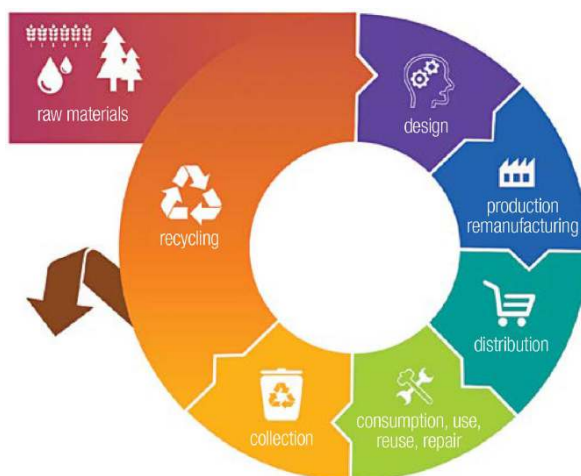 raw materials
design
production
remanufacturing
distribution
consumption, use,
reuse, repair
collection
recycling